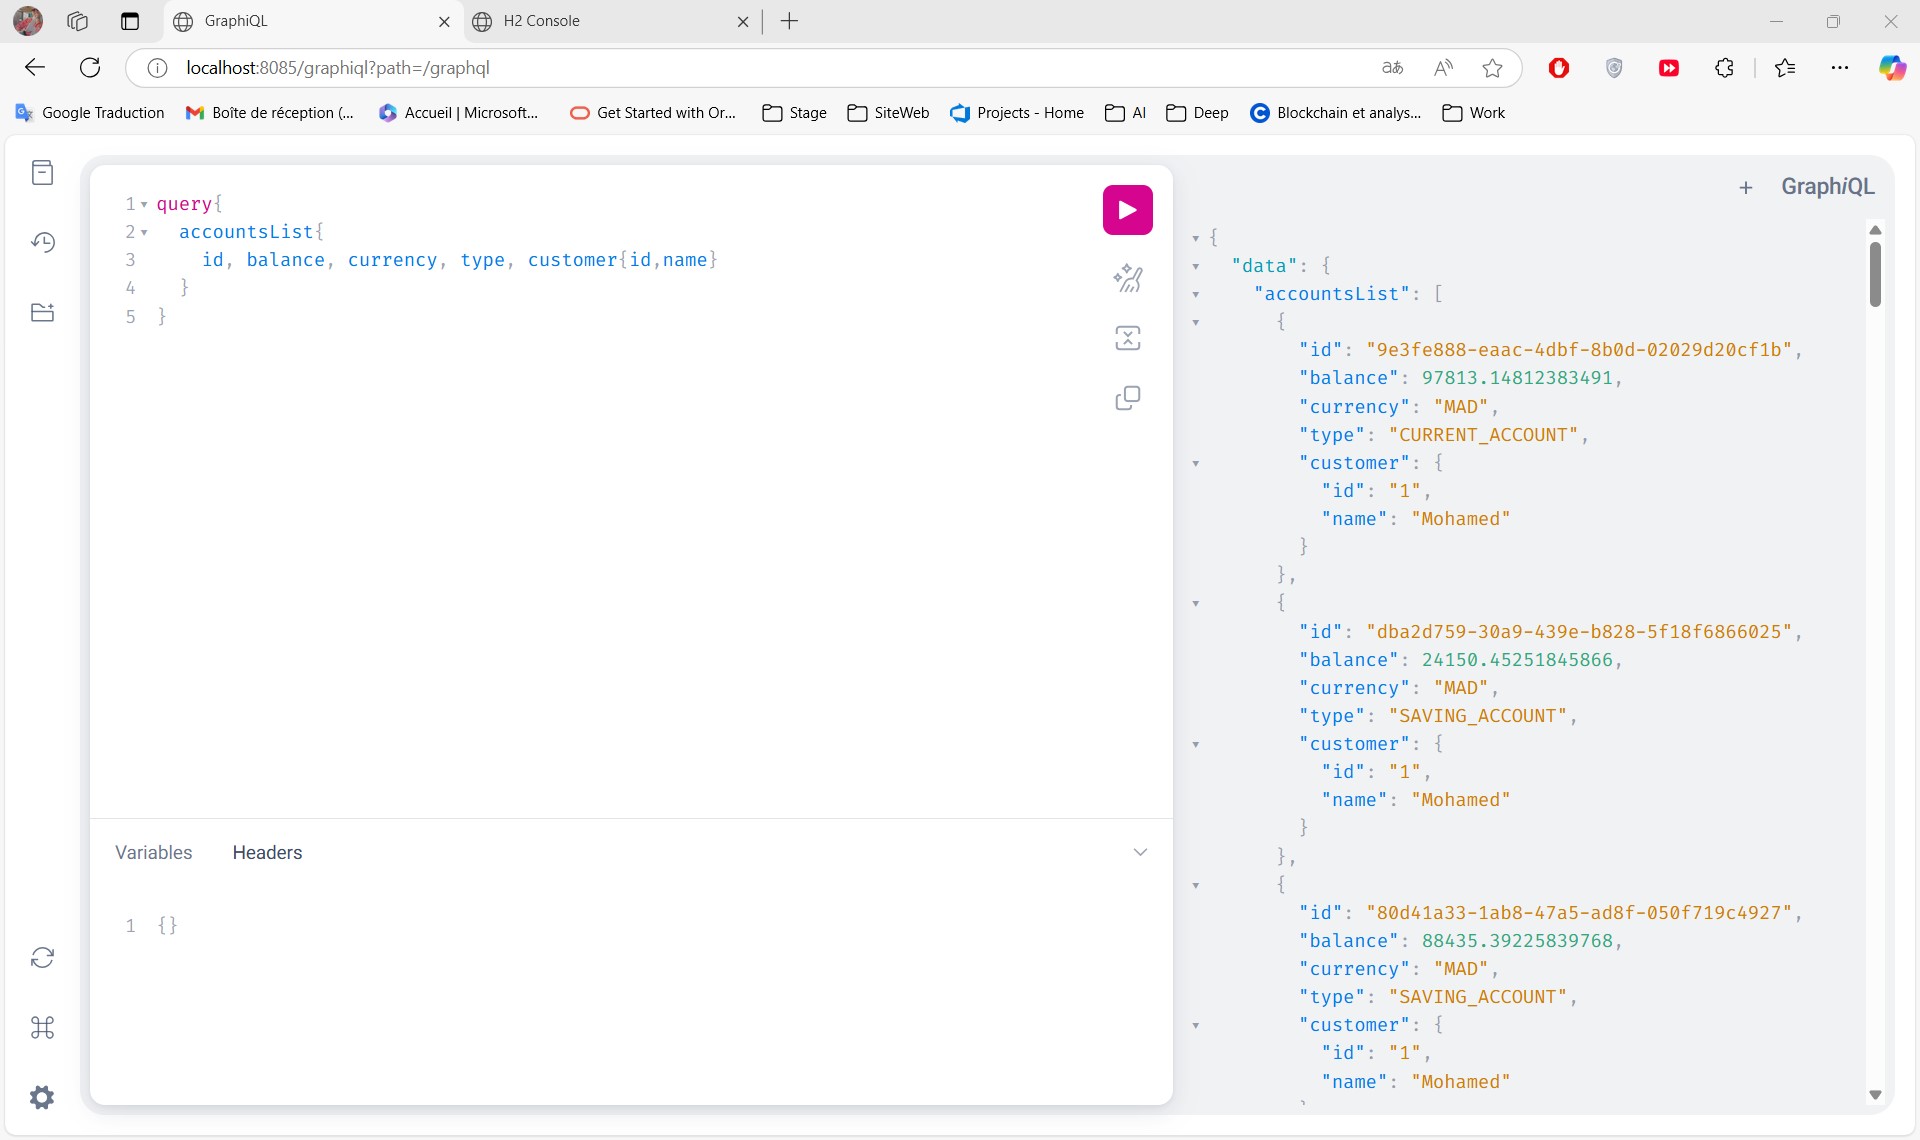 GraphiQL
H2 Console
localhost:8085/graphiql?path=/graphql
Google Traduction
Boîte de réception (...
Accueil | Microsoft...
Get Started with Or...
Stage
SiteWeb
Projects - Home
AI
Deep
Blockchain et analys...
Work
1 query{
2 accountsList{
3 id, balance, currency, type, customer{id,name}
4 }
5 }
Variables
Headers
1 {}
+ GraphiQL
{
"data": {
"accountsList": [
{
"id": "9e3fe888-eaac-4dbf-8b0d-02029d20cf1b",
"balance": 97813.14812383491,
"currency": "MAD",
"type": "CURRENT_ACCOUNT",
"customer": {
"id": "1",
"name": "Mohamed"
}
},
{
"id": "dba2d759-30a9-439e-b828-5f18f6866025",
"balance": 24150.45251845866,
"currency": "MAD",
"type": "SAVING_ACCOUNT",
"customer": {
"id": "1",
"name": "Mohamed"
}
},
{
"id": "80d41a33-1ab8-47a5-ad8f-050f719c4927",
"balance": 88435.39225839768,
"currency": "MAD",
"type": "SAVING_ACCOUNT",
"customer": {
"id": "1",
"name": "Mohamed"